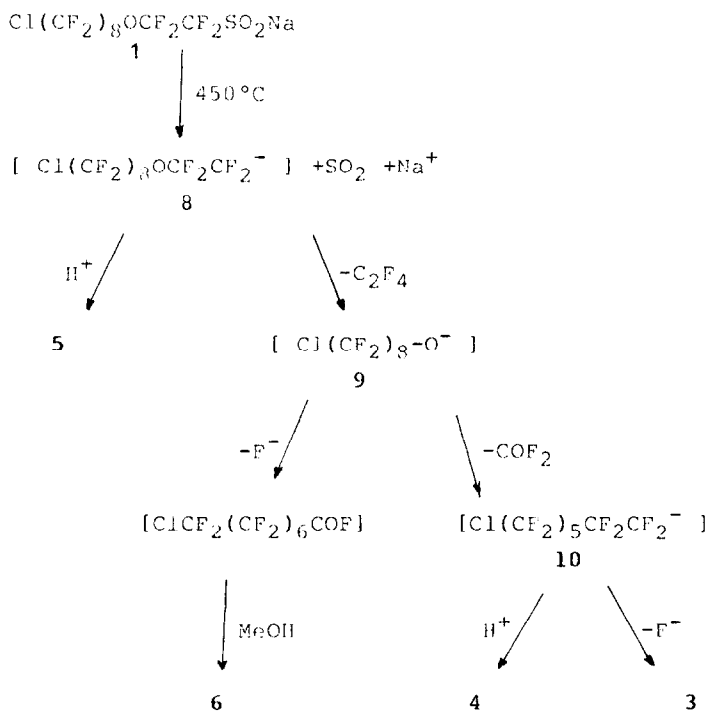 Cl(CF₂)₈OCF₂CF₂SO₂Na
1
450°C
[ Cl(CF₂)₈OCF₂CF₂⁻ ] +SO₂ +Na⁺
8
H⁺
-C₂F₄
5
[ Cl(CF₂)₈-O⁻ ]
9
-F⁻
-COF₂
[ClCF₂(CF₂)₆COF]
[Cl(CF₂)₅CF₂CF₂⁻ ]
10
MeOH
H⁺
-F⁻
6
4
3